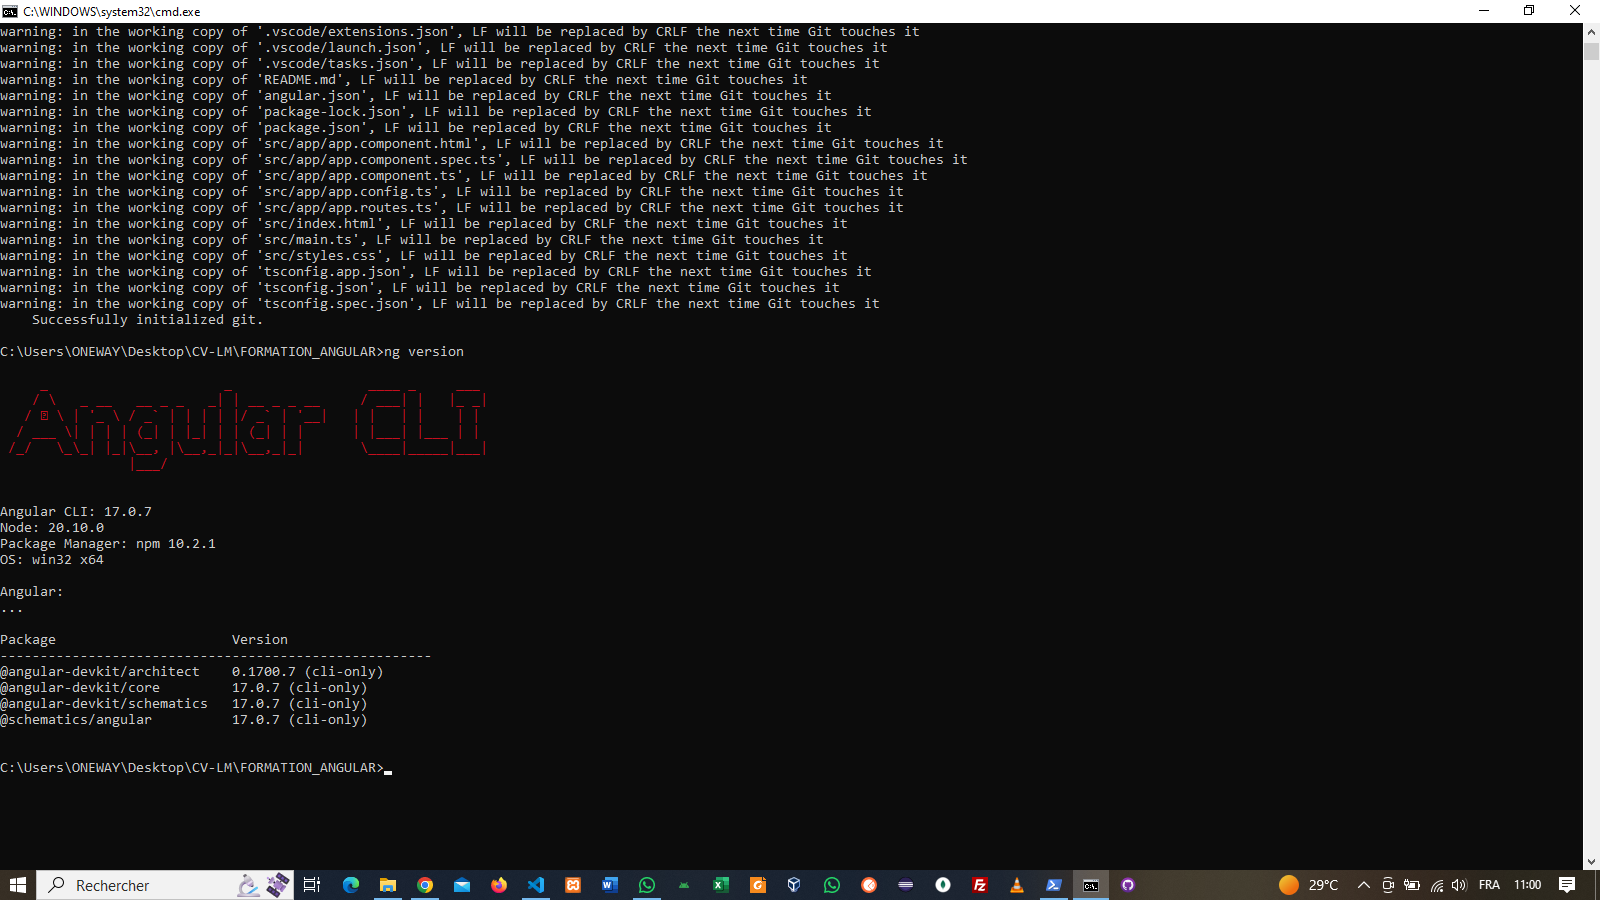 C:\WINDOWS\system32\cmd.exe
warning: in the working copy of '.vscode/extensions.json', LF will be replaced by CRLF the next time Git touches it
warning: in the working copy of '.vscode/launch.json', LF will be replaced by CRLF the next time Git touches it
warning: in the working copy of '.vscode/tasks.json', LF will be replaced by CRLF the next time Git touches it
warning: in the working copy of 'README.md', LF will be replaced by CRLF the next time Git touches it
warning: in the working copy of 'angular.json', LF will be replaced by CRLF the next time Git touches it
warning: in the working copy of 'package-lock.json', LF will be replaced by CRLF the next time Git touches it
warning: in the working copy of 'package.json', LF will be replaced by CRLF the next time Git touches it
warning: in the working copy of 'src/app/app.component.html', LF will be replaced by CRLF the next time Git touches it
warning: in the working copy of 'src/app/app.component.spec.ts', LF will be replaced by CRLF the next time Git touches it
warning: in the working copy of 'src/app/app.component.ts', LF will be replaced by CRLF the next time Git touches it
warning: in the working copy of 'src/app/app.config.ts', LF will be replaced by CRLF the next time Git touches it
warning: in the working copy of 'src/app/app.routes.ts', LF will be replaced by CRLF the next time Git touches it
warning: in the working copy of 'src/index.html', LF will be replaced by CRLF the next time Git touches it
warning: in the working copy of 'src/main.ts', LF will be replaced by CRLF the next time Git touches it
warning: in the working copy of 'src/styles.css', LF will be replaced by CRLF the next time Git touches it
warning: in the working copy of 'tsconfig.app.json', LF will be replaced by CRLF the next time Git touches it
warning: in the working copy of 'tsconfig.json', LF will be replaced by CRLF the next time Git touches it
warning: in the working copy of 'tsconfig.spec.json', LF will be replaced by CRLF the next time Git touches it
    Successfully initialized git.
C:\Users\ONEWAY\Desktop\CV-LM\FORMATION_ANGULAR>ng version
Angular CLI
Angular CLI: 17.0.7
Node: 20.10.0
Package Manager: npm 10.2.1
OS: win32 x64
Angular:
...
Package                      Version
------------------------------------------------------
@angular-devkit/architect    0.1700.7 (cli-only)
@angular-devkit/core         17.0.7 (cli-only)
@angular-devkit/schematics   17.0.7 (cli-only)
@schematics/angular          17.0.7 (cli-only)
C:\Users\ONEWAY\Desktop\CV-LM\FORMATION_ANGULAR>
Rechercher 29°C FRA 11:00